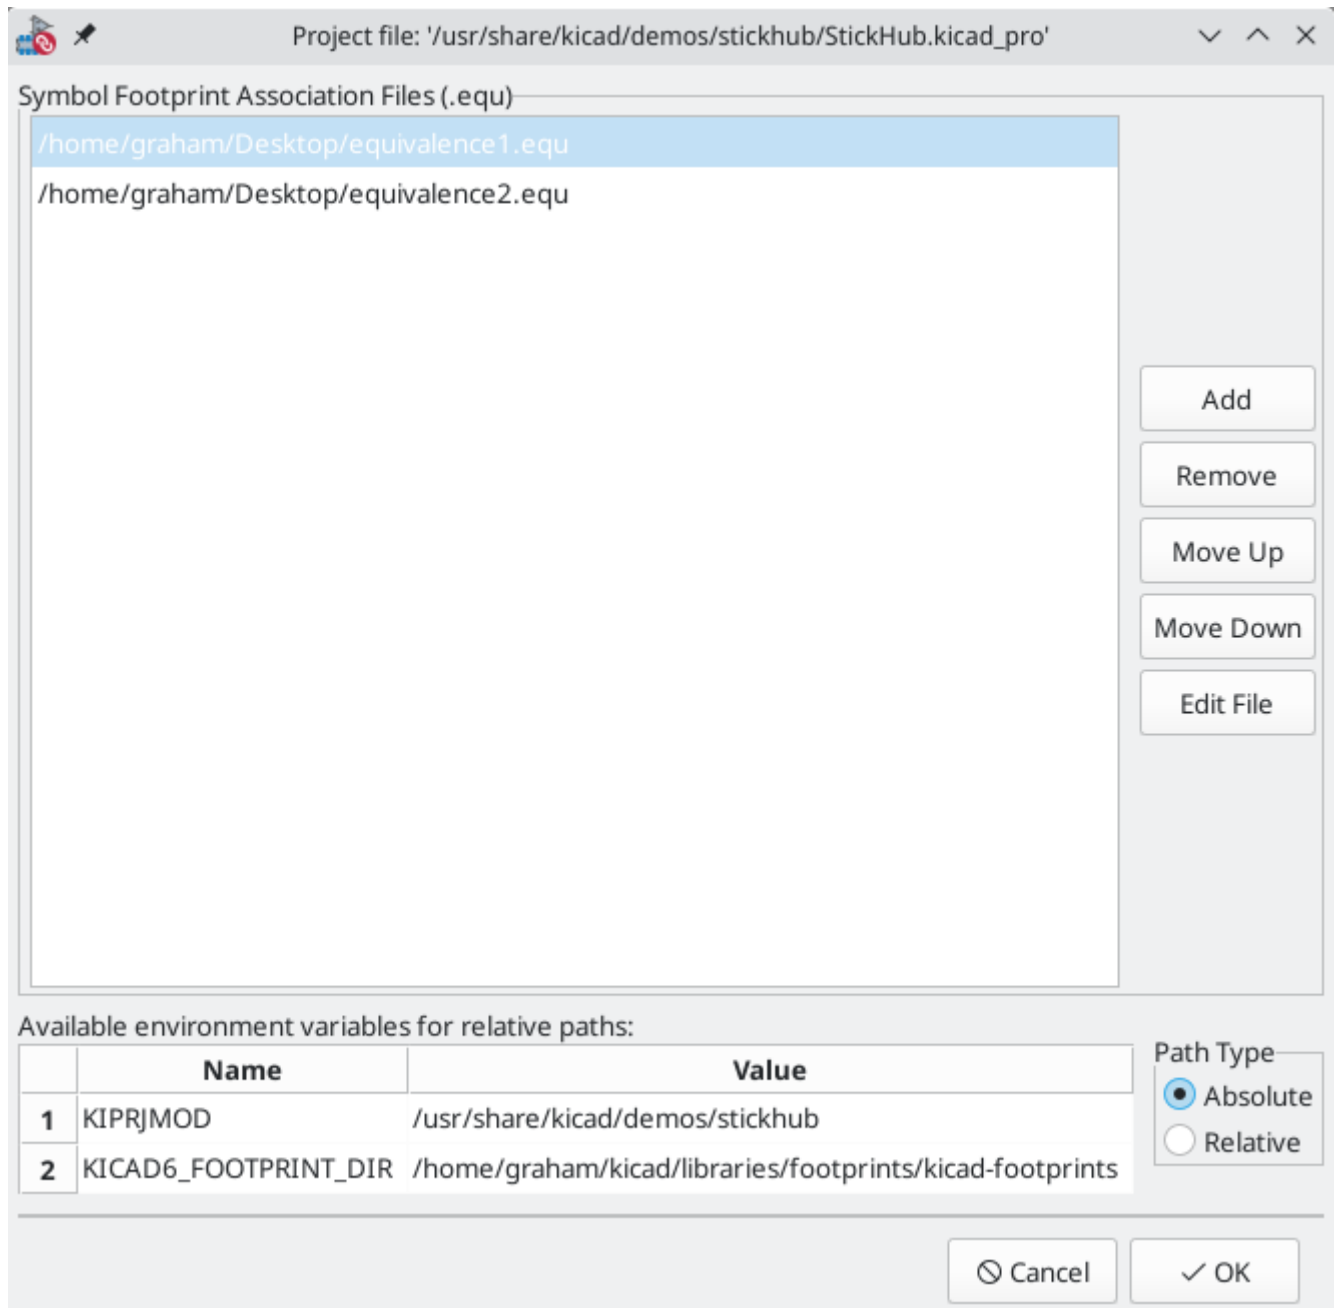 Project file: '/usr/share/kicad/demos/stickhub/StickHub.kicad_pro'
Symbol Footprint Association Files (.equ)
/home/graham/Desktop/equivalence1.equ
/home/graham/Desktop/equivalence2.equ
Add
Remove
Move Up
Move Down
Edit File
Available environment variables for relative paths:
Name Value
1 KIPRJMOD /usr/share/kicad/demos/stickhub
2 KICAD6_FOOTPRINT_DIR /home/graham/kicad/libraries/footprints/kicad-footprints
Path Type
Absolute
Relative
Cancel OK